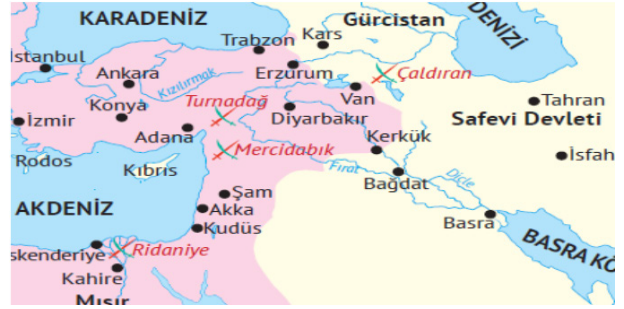 KARADENİZ
Gürcistan
DENİZİ
Trabzon
Kars
İstanbul
Ankara
Kızılırmak
Erzurum
Çaldıran
Turnadağ
Van
Tahran
Konya
İzmir
Diyarbakır
Safevi Devleti
Adana
Kerkük
Mercidabık
Rodos
Kıbrıs
Fırat
Dicle
İsfah
Bağdat
Şam
AKDENİZ
Akka
Basra
Kudüs
BASRA KÖ
skenderiye
Ridaniye
Kahire
Mısır